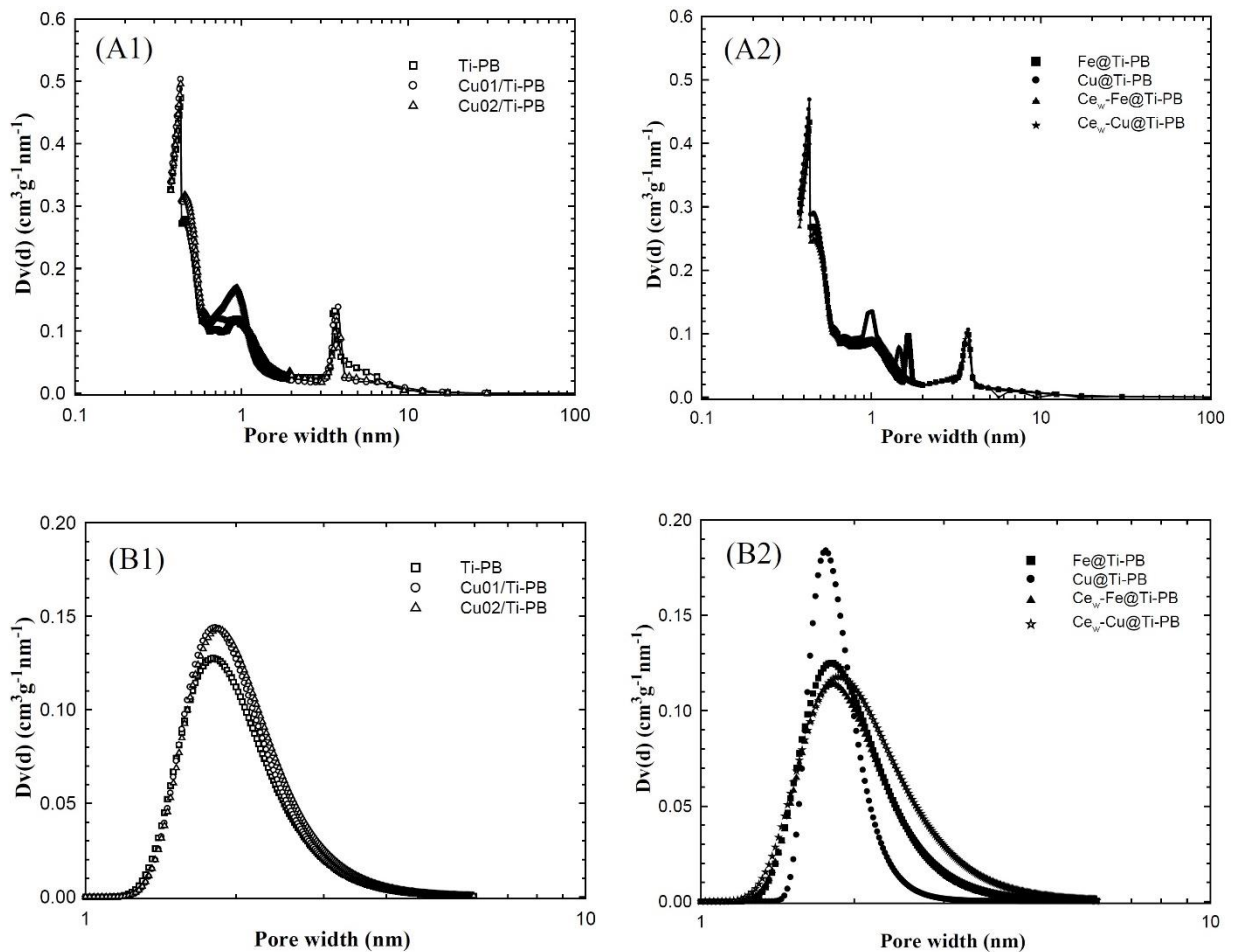 (A1)
Ti-PB
Cu01/Ti-PB
Cu02/Ti-PB
0.6
0.5
0.4
0.3
0.2
0.1
0.0
0.1
1
10
100
Dv(d) (cm³g⁻¹nm⁻¹)
Pore width (nm)
(A2)
Fe@Ti-PB
Cu@Ti-PB
Ce_w-Fe@Ti-PB
Ce_w-Cu@Ti-PB
0.6
0.5
0.4
0.3
0.2
0.1
0.0
0.1
1
10
100
Dv(d) (cm³g⁻¹nm⁻¹)
Pore width (nm)
(B1)
Ti-PB
Cu01/Ti-PB
Cu02/Ti-PB
0.20
0.15
0.10
0.05
0.00
1
10
Dv(d) (cm³g⁻¹nm⁻¹)
Pore width (nm)
(B2)
Fe@Ti-PB
Cu@Ti-PB
Ce_w-Fe@Ti-PB
Ce_w-Cu@Ti-PB
0.20
0.15
0.10
0.05
0.00
1
2
10
Dv(d) (cm³g⁻¹nm⁻¹)
Pore width (nm)